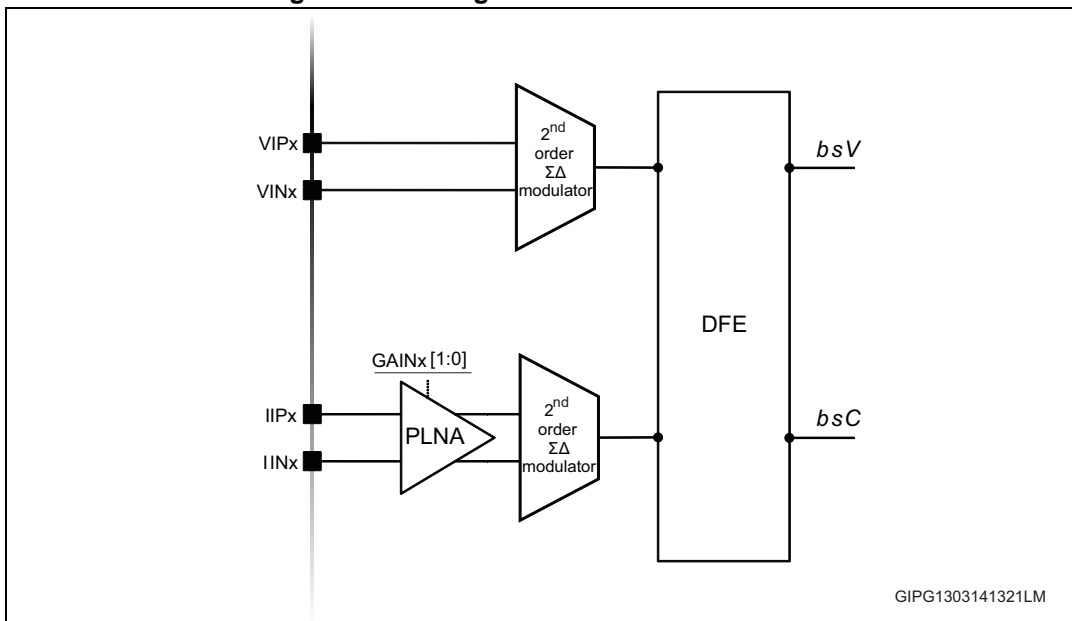 VIPx
VINx
2nd
order
ΣΔ
modulator
bsV
DFE
GAINx [1:0]
IIPx
IINx
PLNA
2nd
order
ΣΔ
modulator
bsC
GIPG1303141321LM